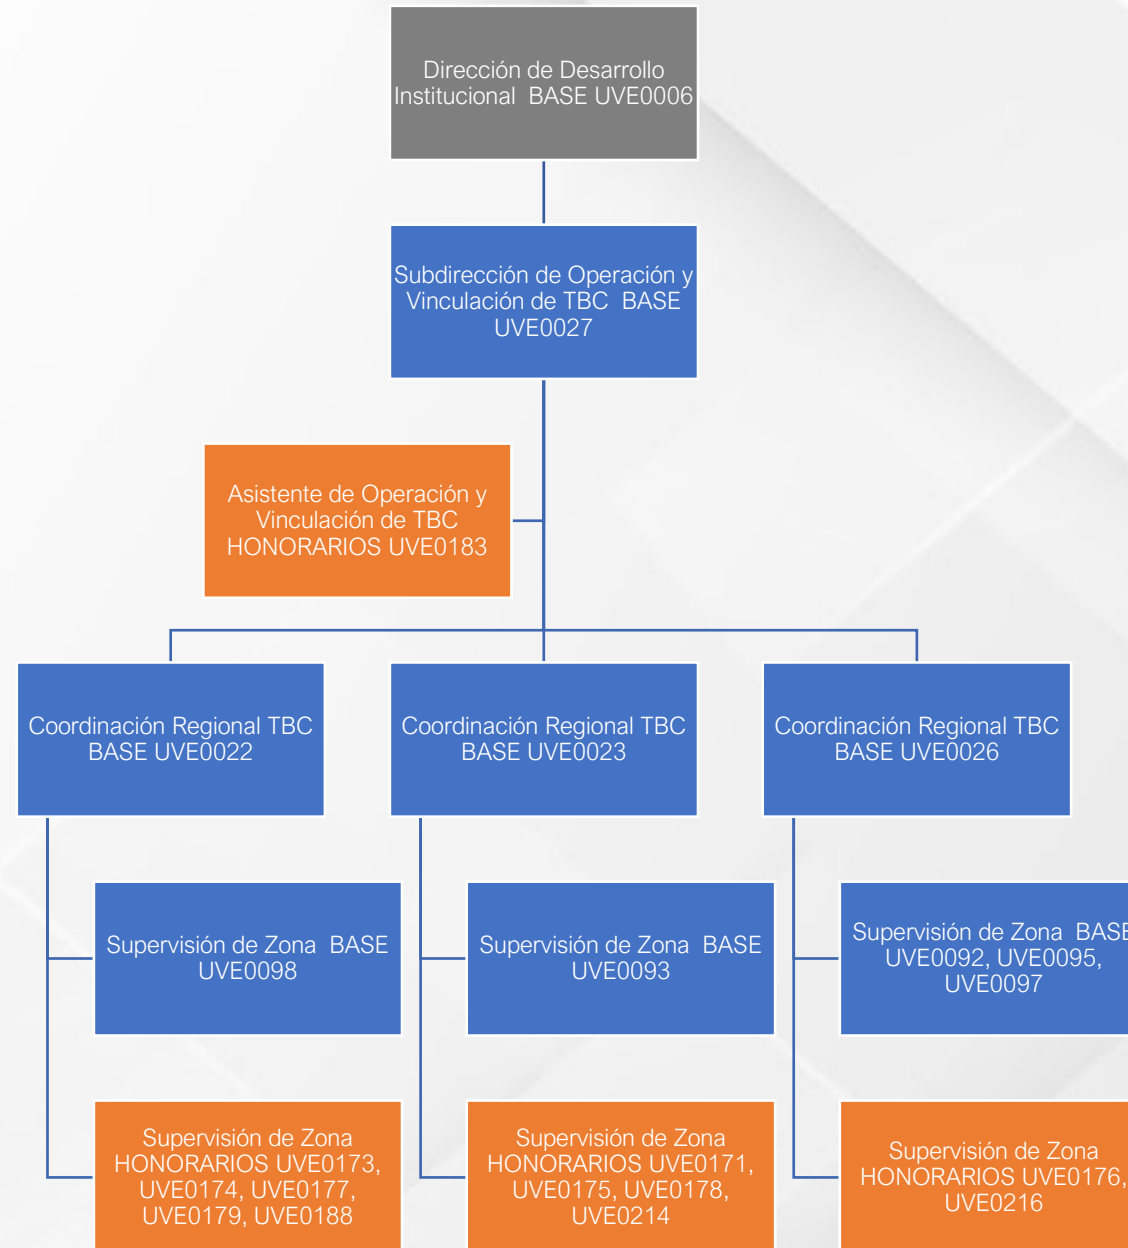 Dirección de Desarrollo
Institucional  BASE UVE0006
Subdirección de Operación y
Vinculación de TBC  BASE
UVE0027
Asistente de Operación y
Vinculación de TBC
HONORARIOS UVE0183
Coordinación Regional TBC
BASE UVE0022
Coordinación Regional TBC
BASE UVE0023
Coordinación Regional TBC
BASE UVE0026
Supervisión de Zona  BASE
UVE0098
Supervisión de Zona  BASE
UVE0093
Supervisión de Zona  BASE
UVE0092, UVE0095,
UVE0097
Supervisión de Zona
HONORARIOS UVE0173,
UVE0174, UVE0177,
UVE0179, UVE0188
Supervisión de Zona
HONORARIOS UVE0171,
UVE0175, UVE0178,
UVE0214
Supervisión de Zona
HONORARIOS UVE0176,
UVE0216